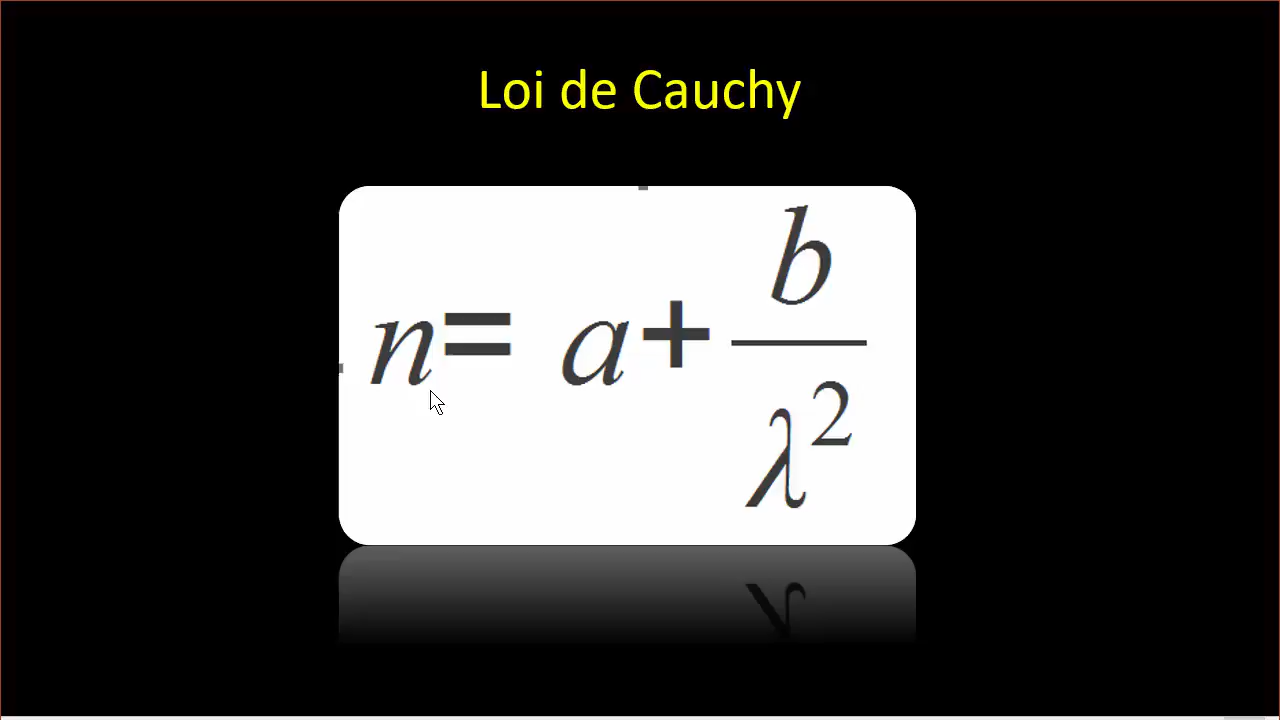 Loi de Cauchy
n = a + b/λ²